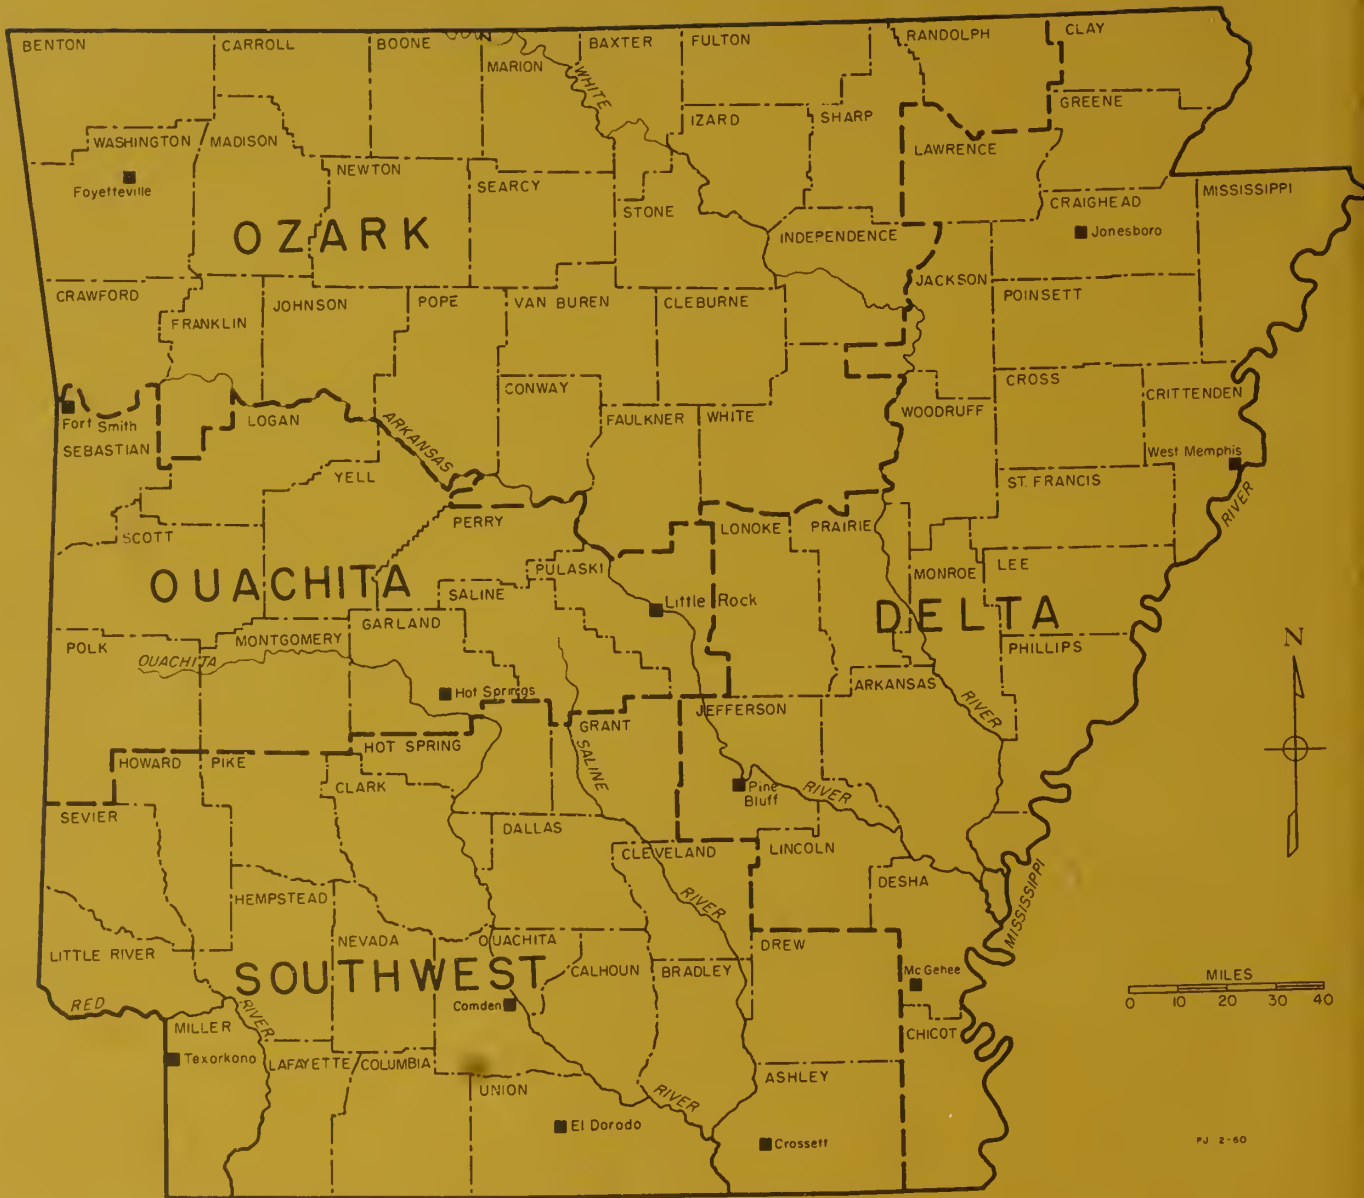 BENTON
CARROLL
BOONE
MARION
BAXTER
FULTON
RANDOLPH
CLAY
WHITE
GREENE
WASHINGTON
MADISON
IZARD
SHARP
LAWRENCE
Foyetteville
NEWTON
SEARCY
STONE
CRAIGHEAD
MISSISSIPPI
OZARK
INDEPENDENCE
Jonesboro
CRAWFORD
FRANKLIN
JOHNSON
POPE
VAN BUREN
CLEBURNE
JACKSON
POINSETT
CONWAY
CROSS
CRITTENDEN
Fort Smith
SEBASTIAN
LOGAN
ARKANSAS
FAULKNER
WHITE
WOODRUFF
West Memphis
YELL
ST. FRANCIS
RIVER
SCOTT
PERRY
LONOKE
PRAIRIE
OUACHITA
PULASKI
SALINE
MONROE
LEE
Little Rock
DELTA
POLK
MONTGOMERY
GARLAND
PHILLIPS
OUACHITA
Hot Springs
ARKANSAS
RIVER
N
JEFFERSON
GRANT
HOWARD
PIKE
HOT SPRING
SALINE
CLARK
Pine
Bluff
RIVER
SEVIER
DALLAS
CLEVELAND
LINCOLN
DESHA
HEMPSTEAD
RIVER
MISSISSIPPI
LITTLE RIVER
NEVADA
OUACHITA
DREW
SOUTHWEST
CALHOUN
BRADLEY
Mc Gehee
MILES
0 10 20 30 40
RED
RIVER
Comden
MILLER
CHICOT
Texorkono
LAFAYETTE
COLUMBIA
UNION
RIVER
ASHLEY
El Dorodo
Crossett
PJ 2-60